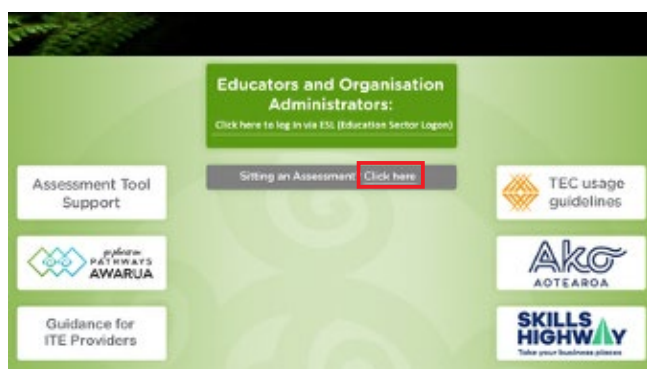 Educators and Organisation
Administrators:
Click here to log in via ESL (Education Sector Logon)
Sitting an Assessment? Click here
Assessment Tool
Support
PATHWAYS
AWARUA
Guidance for
ITE Providers
TEC usage
guidelines
AKO
AOTEAROA
SKILLS
HIGHWAY
Take your business places